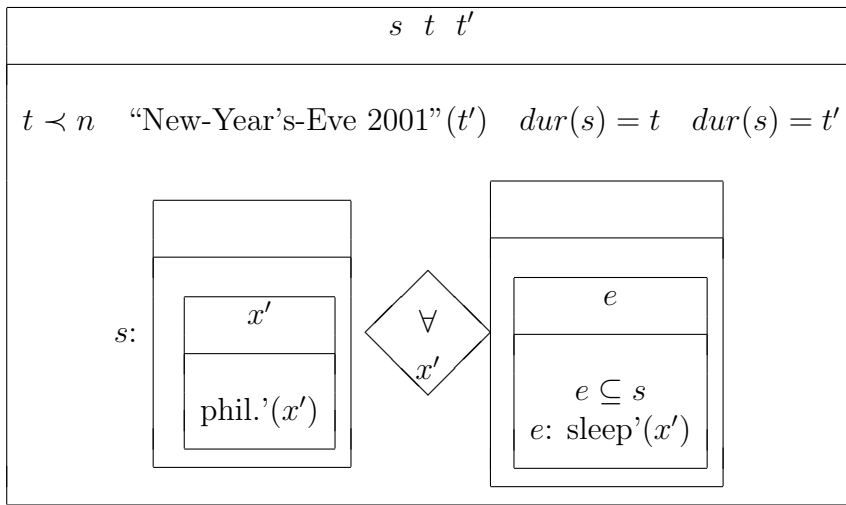 s t t′
t ≺ n “New-Year's-Eve 2001”(t′) dur(s) = t dur(s) = t′
s:
x′
phil.’(x′)
∀
x′
e
e ⊆ s
e: sleep’(x′)